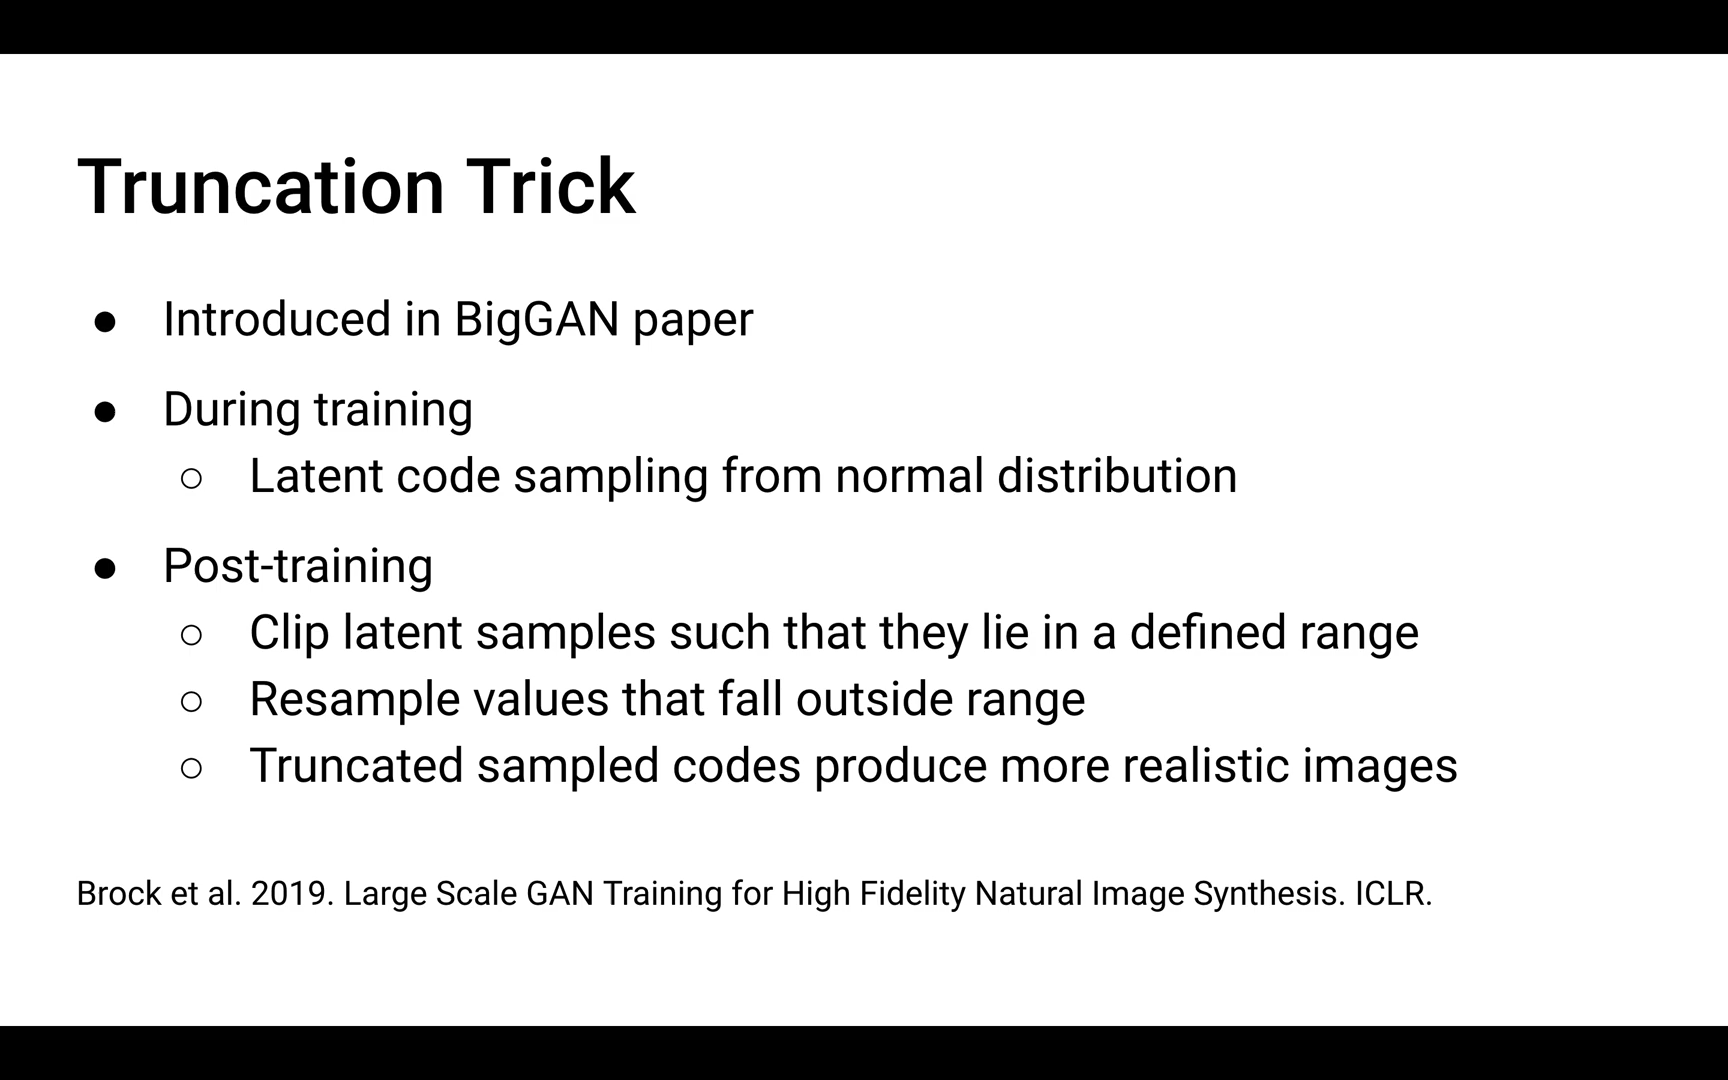 Truncation Trick
● Introduced in BigGAN paper
● During training
○ Latent code sampling from normal distribution
● Post-training
○ Clip latent samples such that they lie in a defined range
○ Resample values that fall outside range
○ Truncated sampled codes produce more realistic images
Brock et al. 2019. Large Scale GAN Training for High Fidelity Natural Image Synthesis. ICLR.